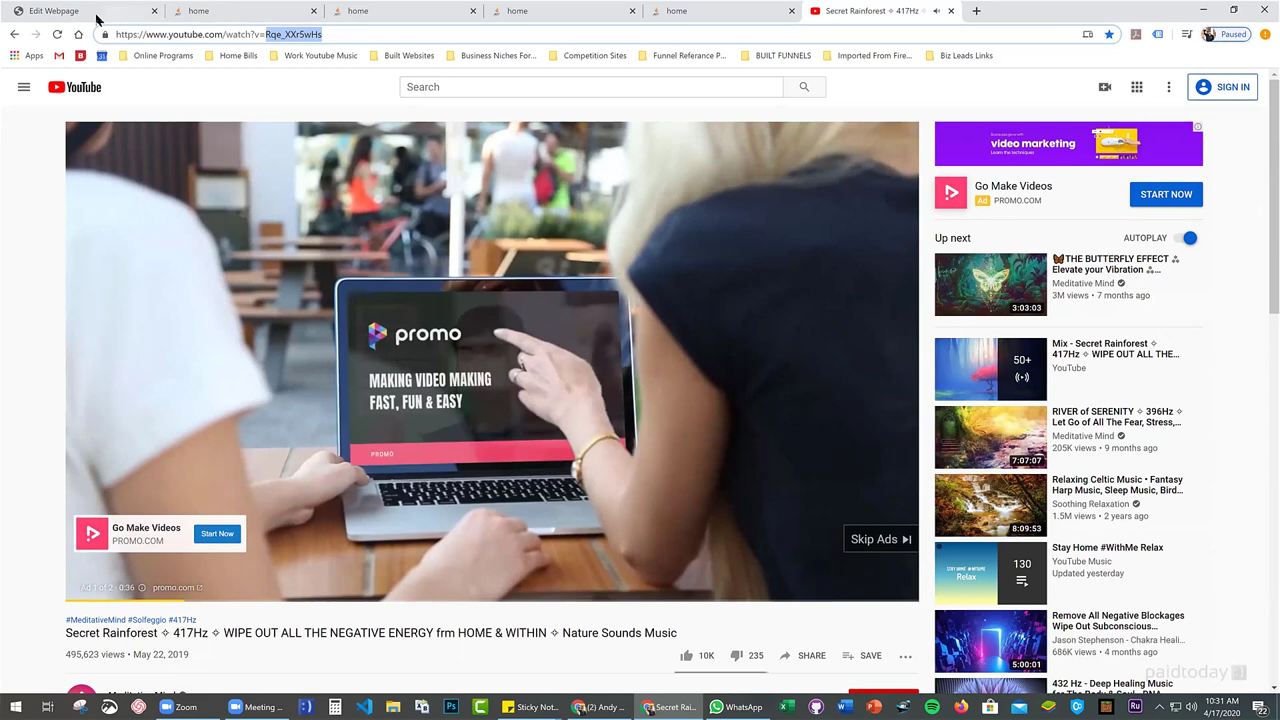 Edit Webpage
home
home
home
home
Secret Rainforest ✧ 417Hz ✧
https://www.youtube.com/watch?v=Rqe_XXr5wHs
Paused
Apps
Online Programs
Home Bills
Work Youtube Music
Built Websites
Business Niches For...
Competition Sites
Funnel Referance P...
BUILT FUNNELS
Imported From Fire...
Biz Leads Links
YouTube
Search
SIGN IN
promo
MAKING VIDEO MAKING
FAST, FUN & EASY
PROMO
Go Make Videos
PROMO.COM
Start Now
Skip Ads
Ad 1 of 2 · 0:36
promo.com
#MeditativeMind #Solfeggio #417Hz
Secret Rainforest ✧ 417Hz ✧ WIPE OUT ALL THE NEGATIVE ENERGY frm HOME & WITHIN ✧ Nature Sounds Music
495,623 views • May 22, 2019
10K
235
SHARE
SAVE
video marketing
Learn the techniques
Go Make Videos
Ad PROMO.COM
START NOW
Up next
AUTOPLAY
THE BUTTERFLY EFFECT
Elevate your Vibration
Meditative Mind
3M views • 7 months ago
3:03:03
Mix - Secret Rainforest ✧
417Hz ✧ WIPE OUT ALL THE...
YouTube
50+
RIVER of SERENITY ✧ 396Hz ✧
Let Go of All The Fear, Stress,...
Meditative Mind
205K views • 9 months ago
7:07:07
Relaxing Celtic Music • Fantasy
Harp Music, Sleep Music, Bird...
Soothing Relaxation
1.5M views • 2 years ago
8:09:53
Stay Home #WithMe Relax
YouTube Music
Updated yesterday
130
Relax
Remove All Negative Blockages
Wipe Out Subconscious...
Jason Stephenson - Chakra Heali...
686K views • 4 months ago
5:00:01
432 Hz - Deep Healing Music
paidtoday
Zoom
Meeting ...
Sticky Not...
(2) Andy ...
Secret Rai...
WhatsApp
10:31 AM
4/17/2020